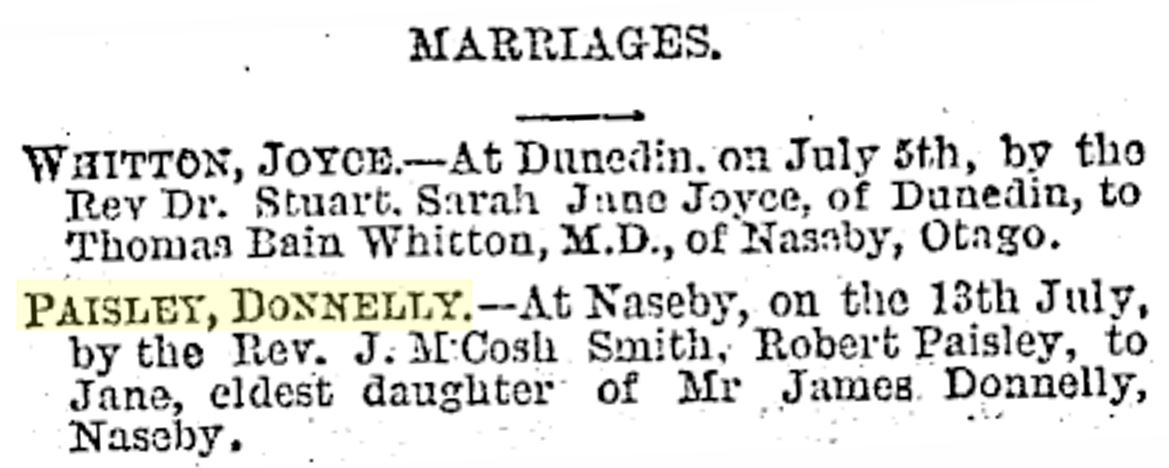 MARRIAGES.
WHITTON, JOYCE.—At Dunedin. on July 5th, by the
Rev Dr. Stuart. Sarah Jane Joyce, of Dunedin, to
Thomas Bain Whitton, M.D., of Naseby, Otago.
PAISLEY, DONNELLY.—At Naseby, on the 13th July,
by the Rev. J. M'Cosh Smith, Robert Paisley, to
Jane, eldest daughter of Mr James Donnelly,
Naseby.